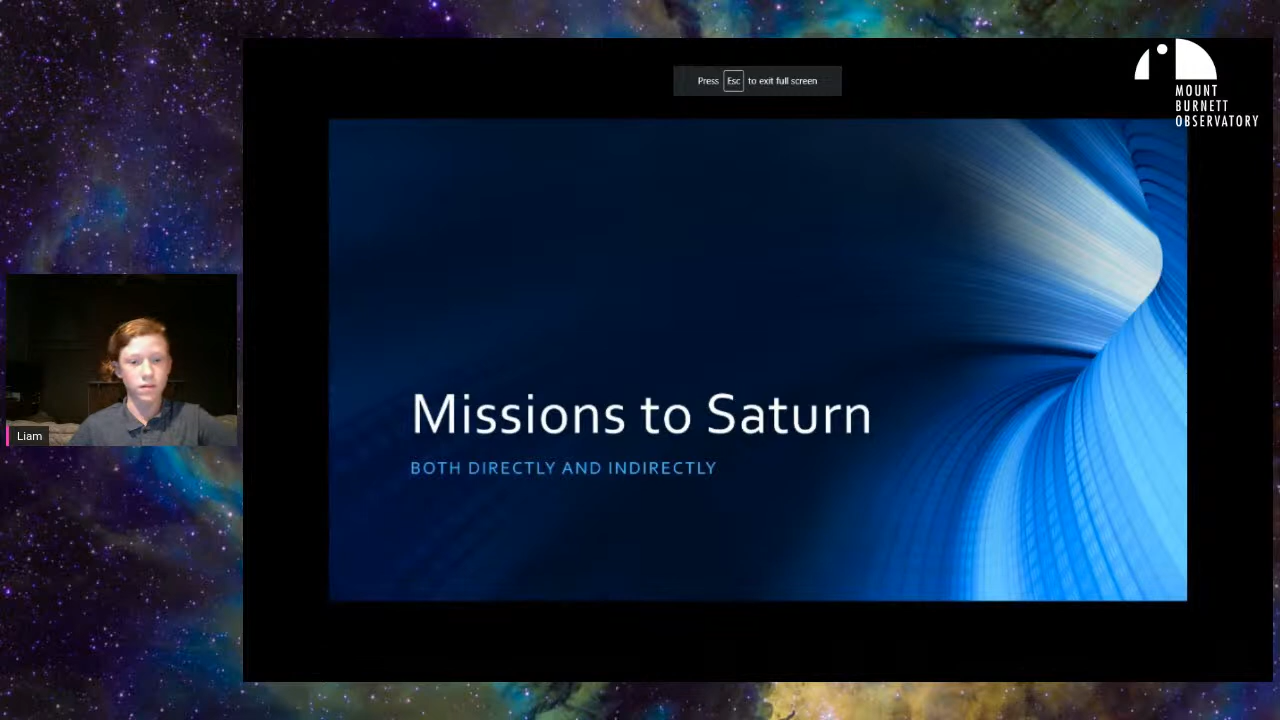 Press Esc to exit full screen
MOUNT
BURNETT
OBSERVATORY
Missions to Saturn
BOTH DIRECTLY AND INDIRECTLY
Liam